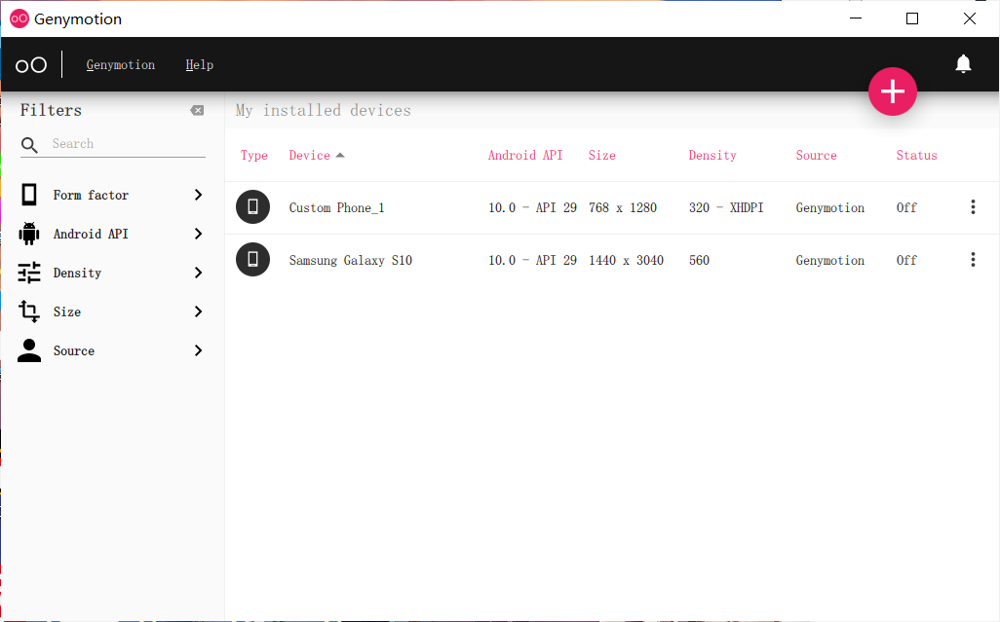 Genymotion
Genymotion Help
Filters
Search
Form factor
Android API
Density
Size
Source
My installed devices
Type Device Android API Size Density Source Status
Custom Phone_1 10.0 - API 29 768 x 1280 320 - XHDPI Genymotion Off
Samsung Galaxy S10 10.0 - API 29 1440 x 3040 560 Genymotion Off